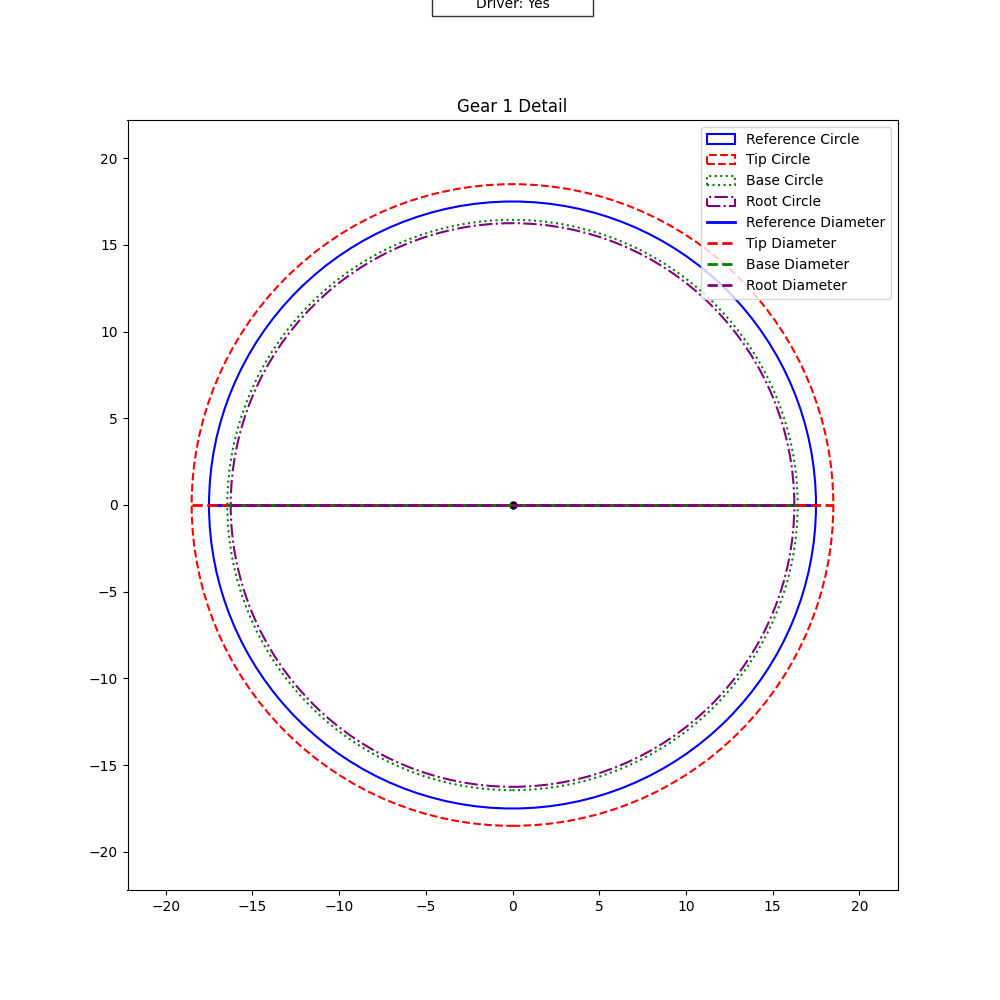 Driver: Yes
Gear 1 Detail
Reference Circle
Tip Circle
Base Circle
Root Circle
Reference Diameter
Tip Diameter
Base Diameter
Root Diameter
20
15
10
5
0
−5
−10
−15
−20
−20 −15 −10 −5 0 5 10 15 20